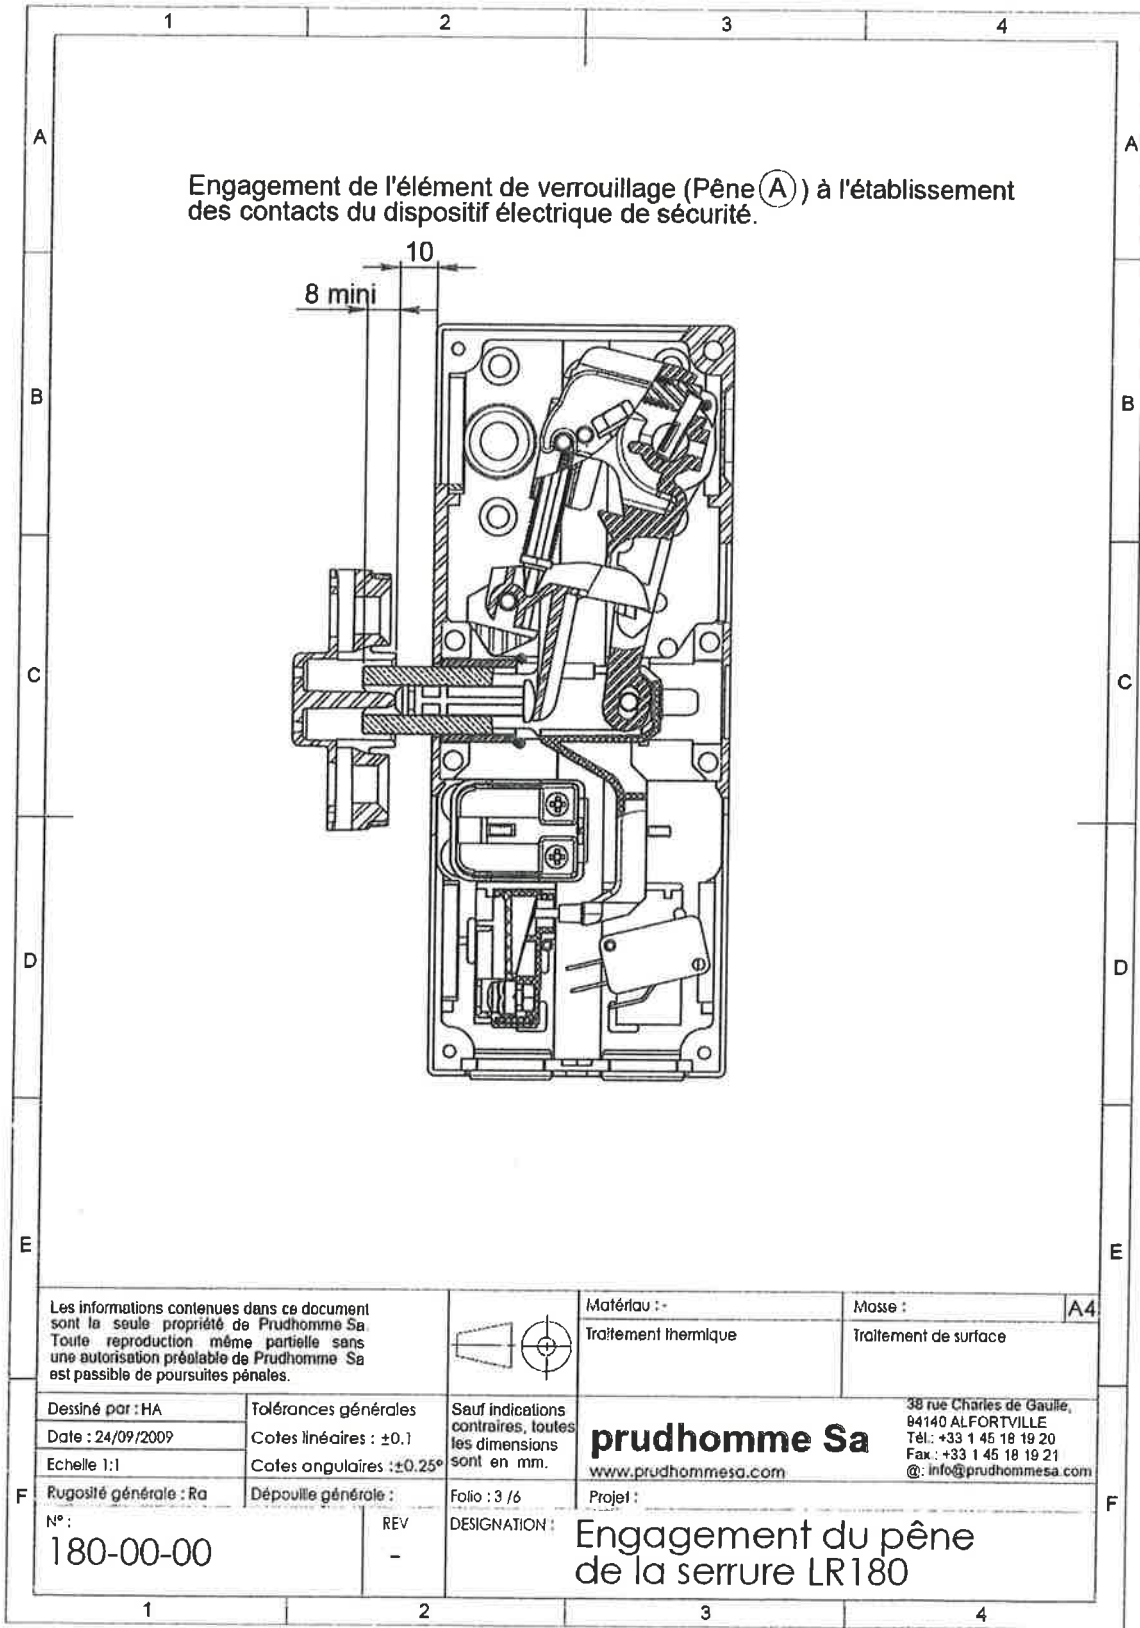 1 2 3 4
A A
Engagement de l'élément de verrouillage (Pêne A) à l'établissement
des contacts du dispositif électrique de sécurité.
10
8 mini
B B
C C
D D
E E
Les informations contenues dans ce document
sont la seule propriété de Prudhomme Sa
Toute reproduction même partielle sans
une autorisation préalable de Prudhomme Sa
est passible de poursuites pénales.
Matériau : -
Masse :
A4
Traitement thermique
Traitement de surface
Dessiné par : HA
Date : 24/09/2009
Echelle 1:1
Rugosité générale : Ra
Tolérances générales
Cotes linéaires : ±0.1
Cotes angulaires : ±0.25°
Dépouille générale :
Sauf indications
contraires, toutes
les dimensions
sont en mm.
Folio : 3 /6
prudhomme Sa
www.prudhommesa.com
38 rue Charles de Gaulle,
94140 ALFORTVILLE
Tél.: +33 1 45 18 19 20
Fax : +33 1 45 18 19 21
@: info@prudhommesa.com
Projet :
F F
N° :
180-00-00
REV
-
DESIGNATION :
Engagement du pêne
de la serrure LR180
1 2 3 4